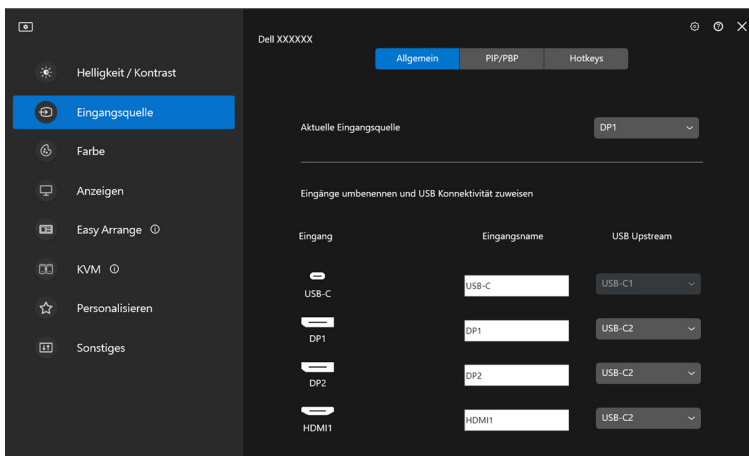 Dell XXXXXX
Allgemein PIP/PBP Hotkeys
Helligkeit / Kontrast
Eingangsquelle
Farbe
Anzeigen
Easy Arrange
KVM
Personalisieren
Sonstiges
Aktuelle Eingangsquelle DP1
Eingänge umbenennen und USB Konnektivität zuweisen
Eingang Eingangsname USB Upstream
USB-C USB-C USB-C1
DP1 DP1 USB-C2
DP2 DP2 USB-C2
HDMI1 HDMI1 USB-C2